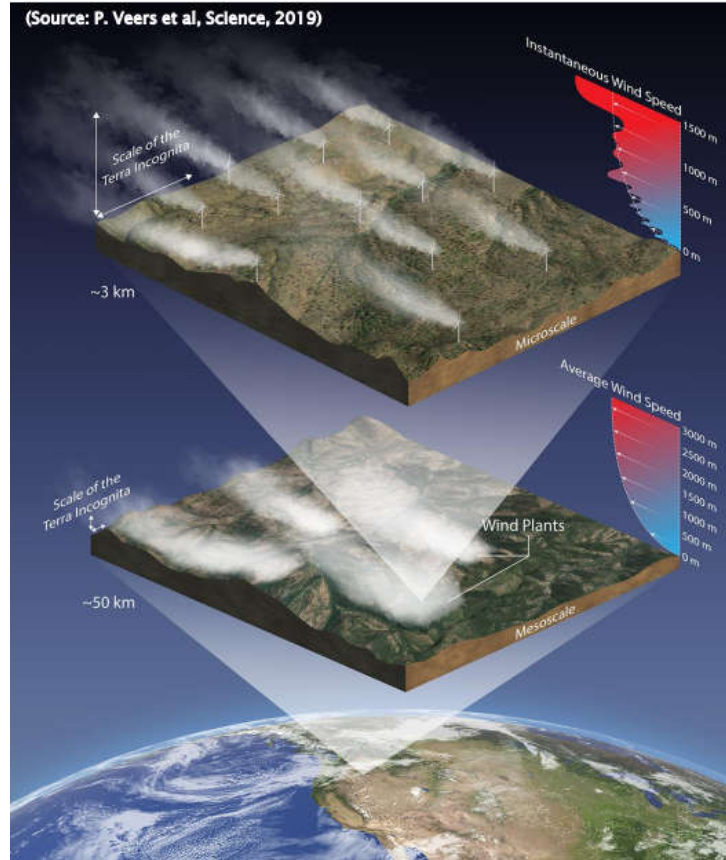 (Source: P. Veers et al, Science, 2019)
Instantaneous Wind Speed
1500 m
1000 m
500 m
0 m
Scale of the
Terra Incognita
~3 km
Microscale
Average Wind Speed
3000 m
2500 m
2000 m
1500 m
1000 m
500 m
0 m
Scale of the
Terra Incognita
Wind Plants
~50 km
Mesoscale